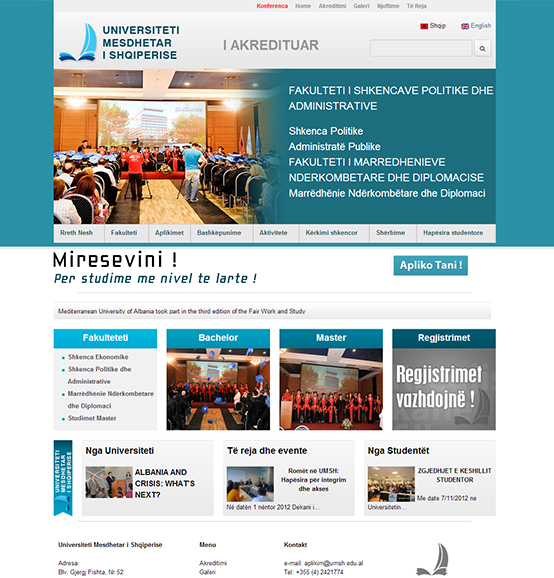 Konferenca Home Akreditimi Galeri Njoftime Të Reja
UNIVERSITETI
MESDHETAR
I SHQIPERISE
I AKREDITUAR
Shqip English
FAKULTETI I SHKENCAVE POLITIKE DHE
ADMINISTRATIVE
Shkenca Politike
Administratë Publike
FAKULTETI I MARREDHENIEVE
NDERKOMBETARE DHE DIPLOMACISE
Marrëdhënie Ndërkombëtare dhe Diplomaci
Rreth Nesh Fakulteti Aplikimet Bashkëpunime Aktivitete Kërkimi shkencor Shërbime Hapësira studentore
Miresevini !
Per studime me nivel te larte !
Apliko Tani !
Mediterranean University of Albania took part in the third edition of the Fair Work and Study
Fakulteteti Bachelor Master Regjistrimet
Shkenca Ekonomike
Shkenca Politike dhe
Administrative
Marredhënie Ndërkombetare
dhe Diplomaci
Studimet Master
Regjistrimet
vazhdojnë !
UNIVERSITETI
MESDHETAR
I SHQIPERISE
Nga Universiteti
ALBANIA AND
CRISIS: WHAT'S
NEXT?
Të reja dhe evente
Romët në UMSH:
Hapësira për integrim
dhe akses
Në datën 1 nëntor 2012 Dekani i...
Nga Studentët
ZGJEDHJET E KESHILLIT
STUDENTOR
Me date 7/11/2012 ne
Universitetin...
Universiteti Mesdhetar i Shqiperise
Adresa:
Blv. Gjergj Fishta, Nr.52
Menu
Akreditimi
Galeri
Kontakt
e-mail: aplikim@umsh.edu.al
Tel: +355 (4) 2421774